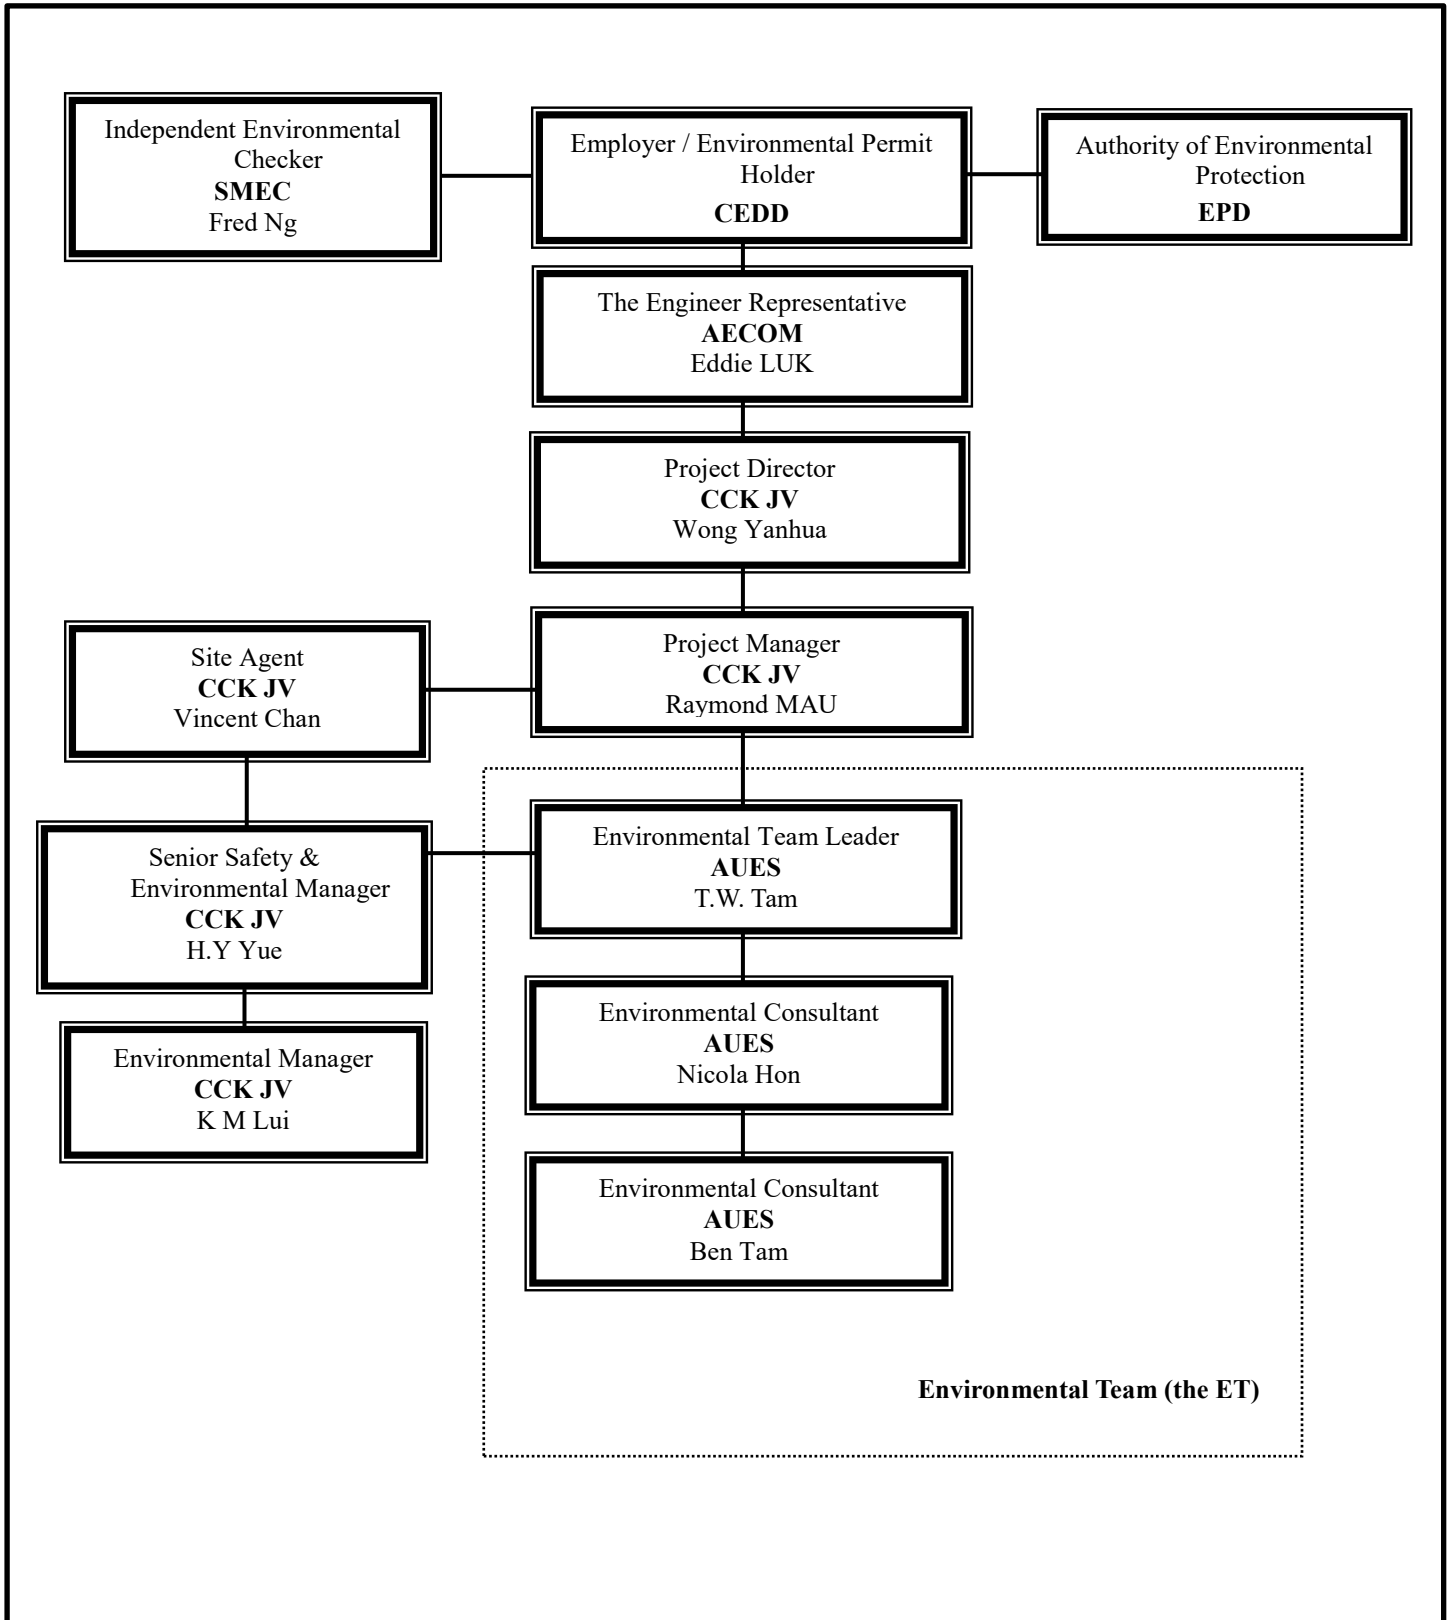 Independent Environmental
Checker
SMEC
Fred Ng
Employer / Environmental Permit
Holder
CEDD
Authority of Environmental
Protection
EPD
The Engineer Representative
AECOM
Eddie LUK
Project Director
CCK JV
Wong Yanhua
Site Agent
CCK JV
Vincent Chan
Project Manager
CCK JV
Raymond MAU
Senior Safety &
Environmental Manager
CCK JV
H.Y Yue
Environmental Team Leader
AUES
T.W. Tam
Environmental Manager
CCK JV
K M Lui
Environmental Consultant
AUES
Nicola Hon
Environmental Consultant
AUES
Ben Tam
Environmental Team (the ET)